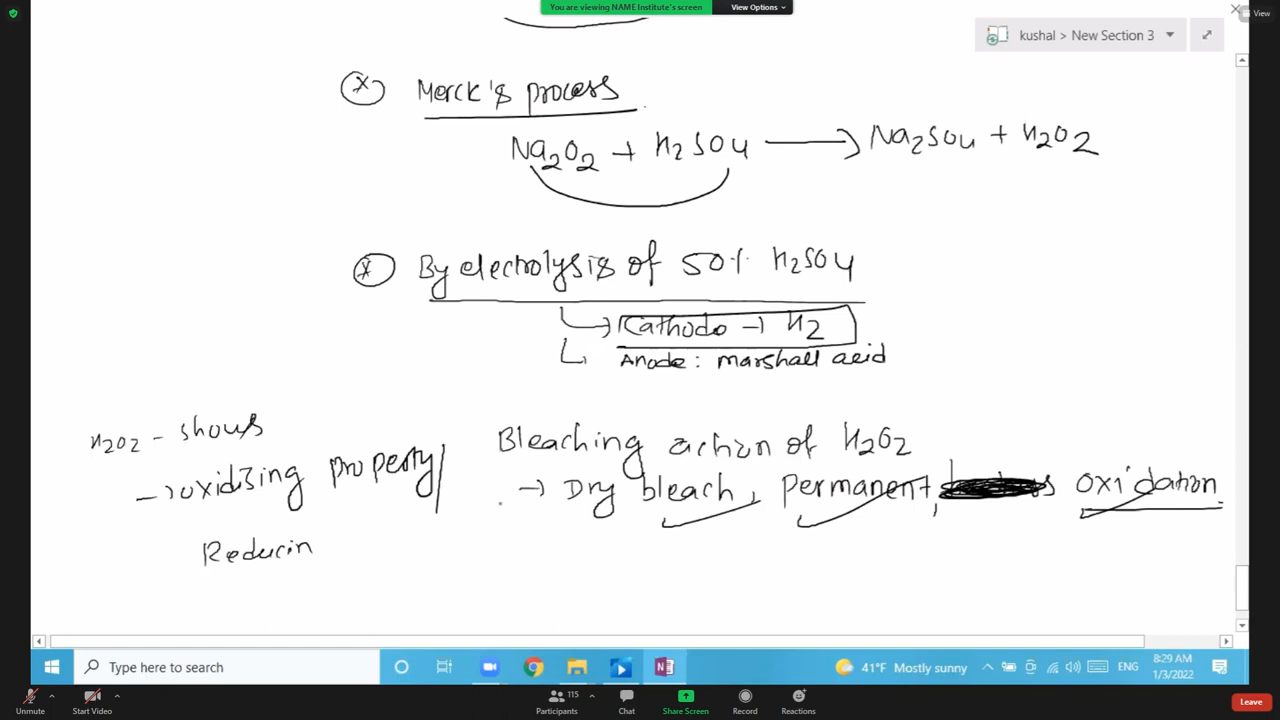 You are viewing NAME Institute's screen View Options
View
kushal > New Section 3
Merck's process
Na2O2 + H2SO4 → Na2SO4 + H2O2
By electrolysis of 50% H2SO4
Cathode → H2
Anode: marshall acid
H2O2 - shows
→ oxidising property/
Reducin
Bleaching action of H2O2
→ Dry bleach, permanent, oxidation
Type here to search
41°F Mostly sunny
ENG
8:29 AM
1/3/2022
Unmute
Start Video
115
Participants
Chat
Share Screen
Record
Reactions
Leave